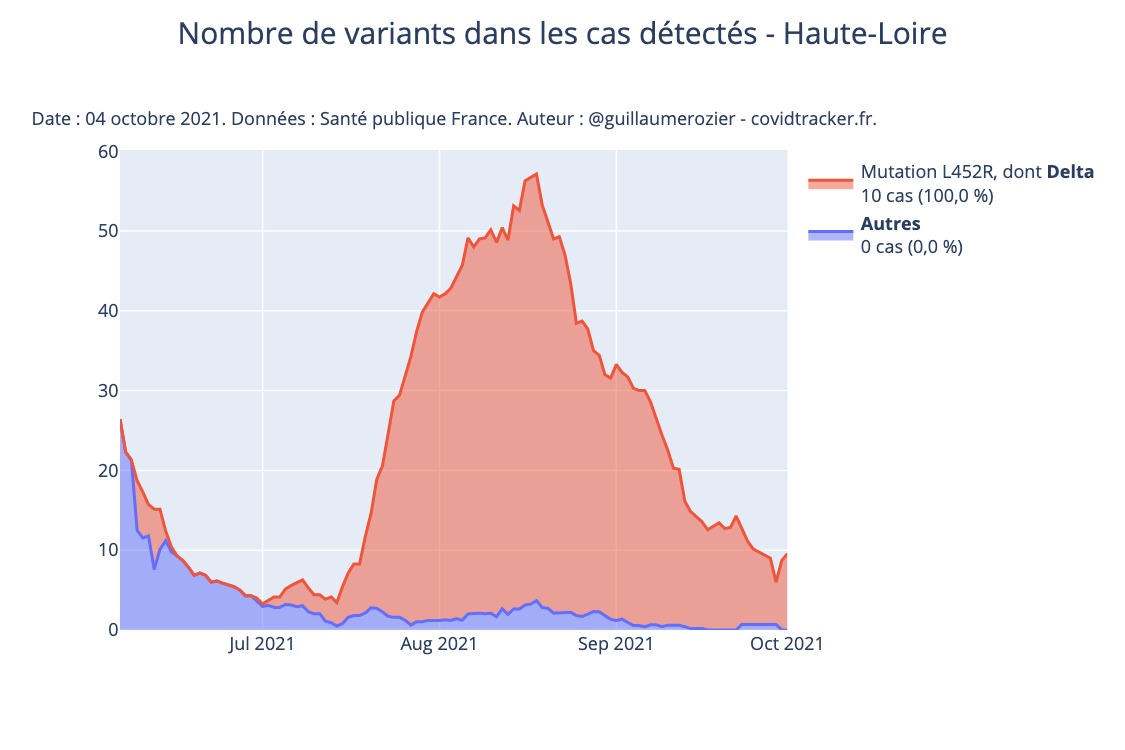 Nombre de variants dans les cas détectés - Haute-Loire
Date : 04 octobre 2021. Données : Santé publique France. Auteur : @guillaumerozier - covidtracker.fr.
60
50
40
30
20
10
0
Jul 2021
Aug 2021
Sep 2021
Oct 2021
Mutation L452R, dont Delta
10 cas (100,0 %)
Autres
0 cas (0,0 %)